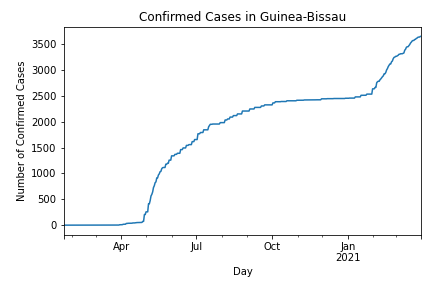 Confirmed Cases in Guinea-Bissau
Number of Confirmed Cases
3500
3000
2500
2000
1500
1000
500
0
Apr
Jul
Oct
Jan
2021
Day